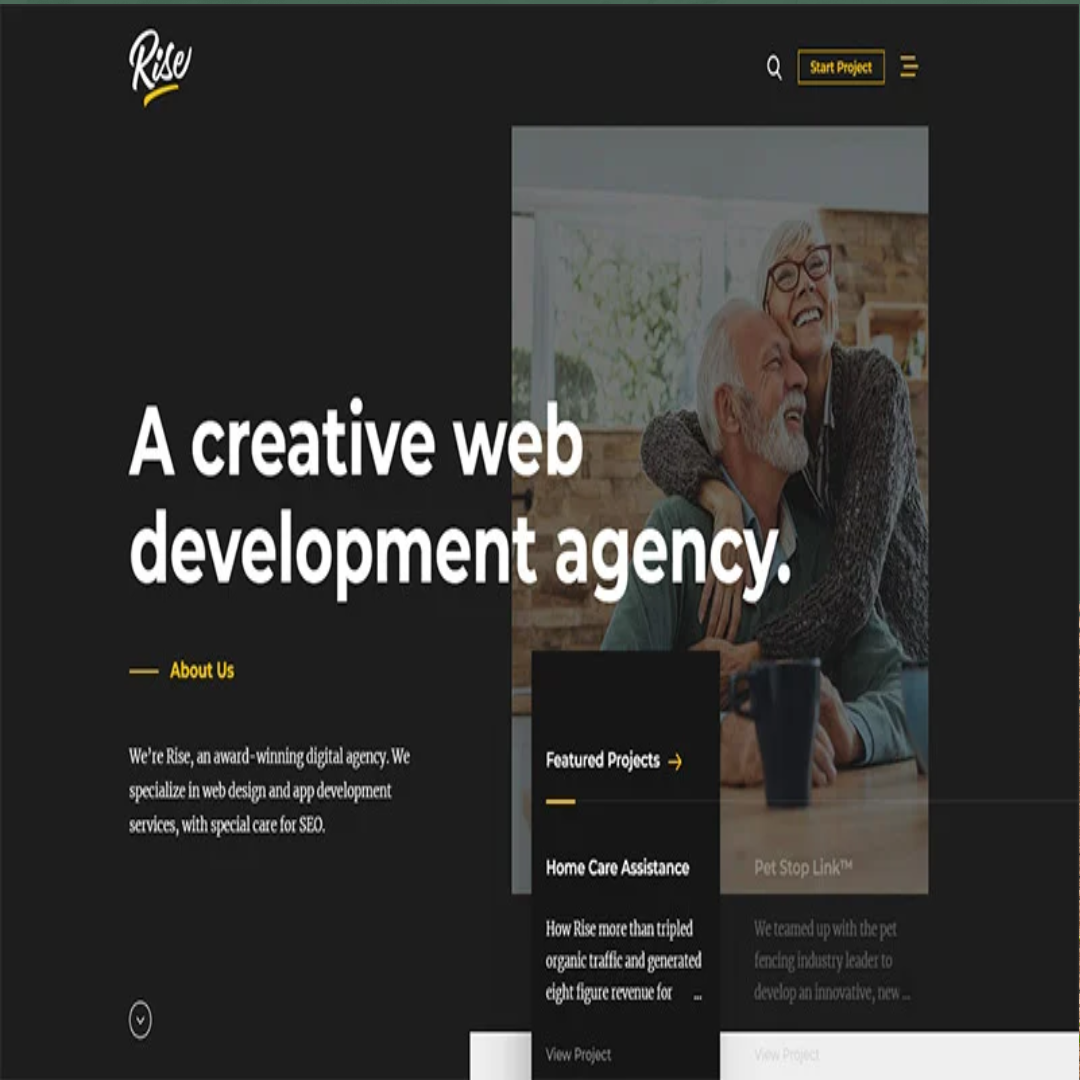 Rise
Start Project
A creative web
development agency.
About Us
We're Rise, an award-winning digital agency. We
specialize in web design and app development
services, with special care for SEO.
Featured Projects
Home Care Assistance
How Rise more than tripled
organic traffic and generated
eight figure revenue for ...
View Project
Pet Stop Link™
We teamed up with the pet
fencing industry leader to
develop an innovative, new ...
View Project